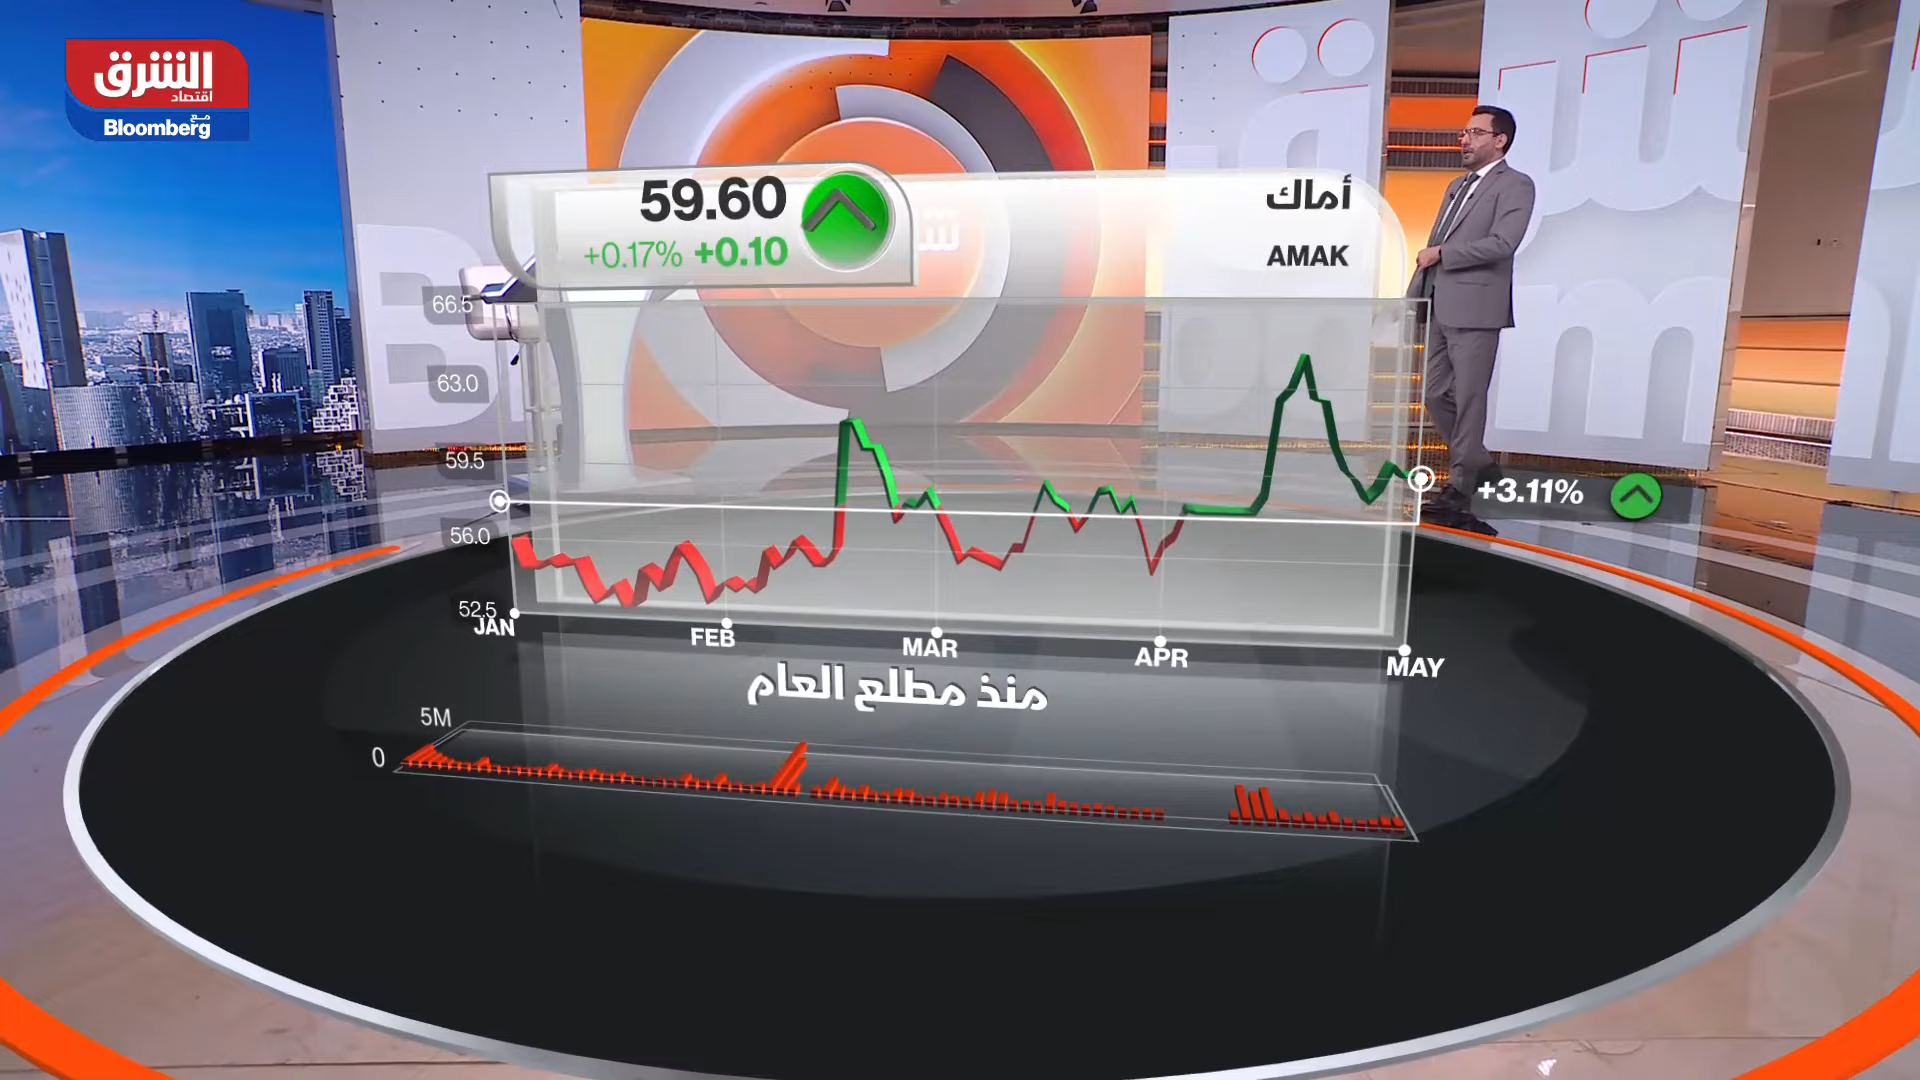 الشرق
اقتصاد
مع
Bloomberg
59.60
+0.17% +0.10
أماك
AMAK
66.5
63.0
59.5
56.0
52.5
+3.11%
JAN
FEB
MAR
APR
MAY
منذ مطلع العام
5M
0